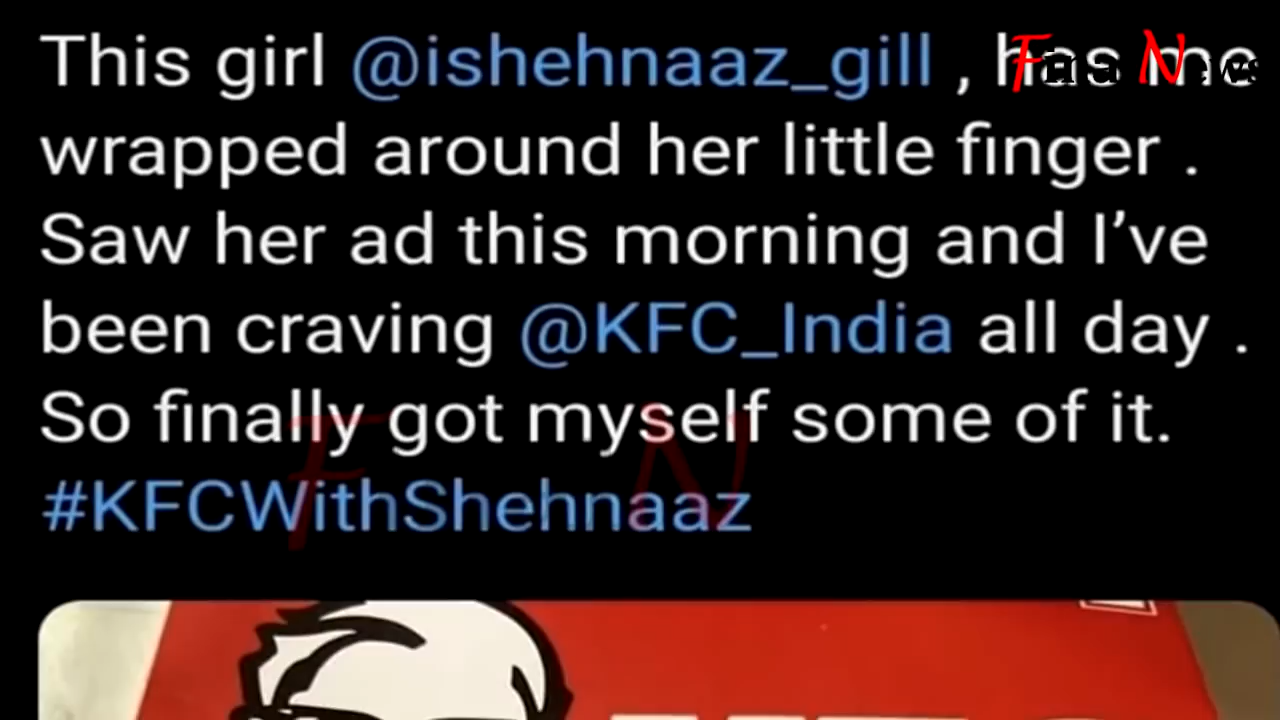 This girl @ishehnaaz_gill , has me
wrapped around her little finger .
Saw her ad this morning and I’ve
been craving @KFC_India all day .
So finally got myself some of it.
#KFCWithShehnaaz
F N